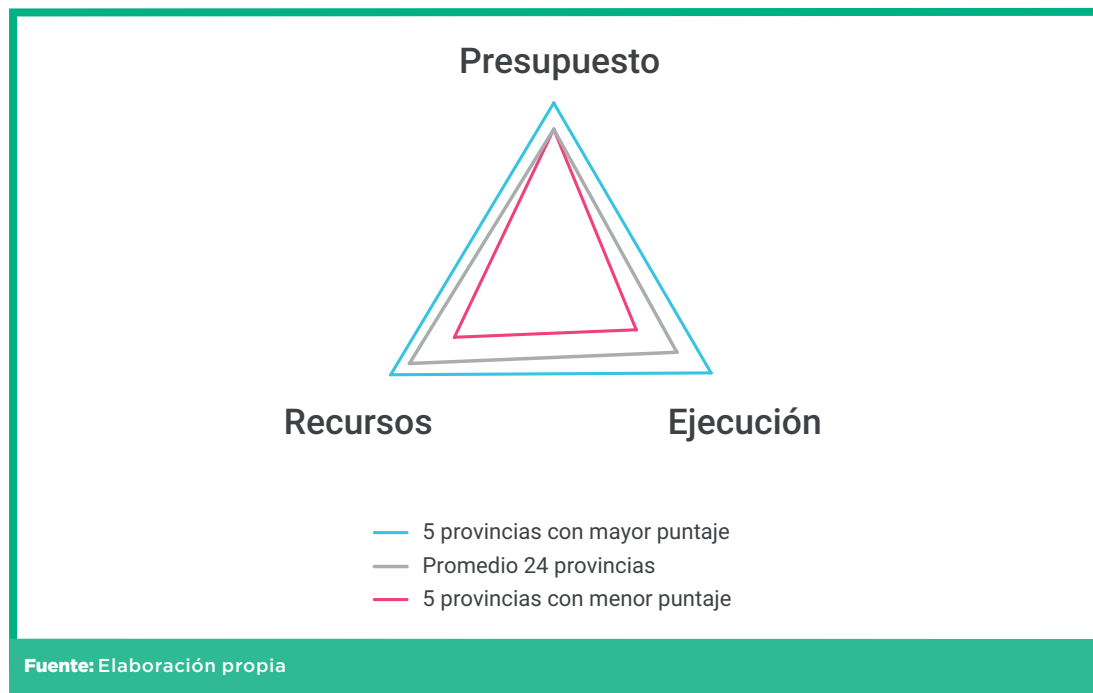 Presupuesto
Recursos
Ejecución
5 provincias con mayor puntaje
Promedio 24 provincias
5 provincias con menor puntaje
Fuente: Elaboración propia